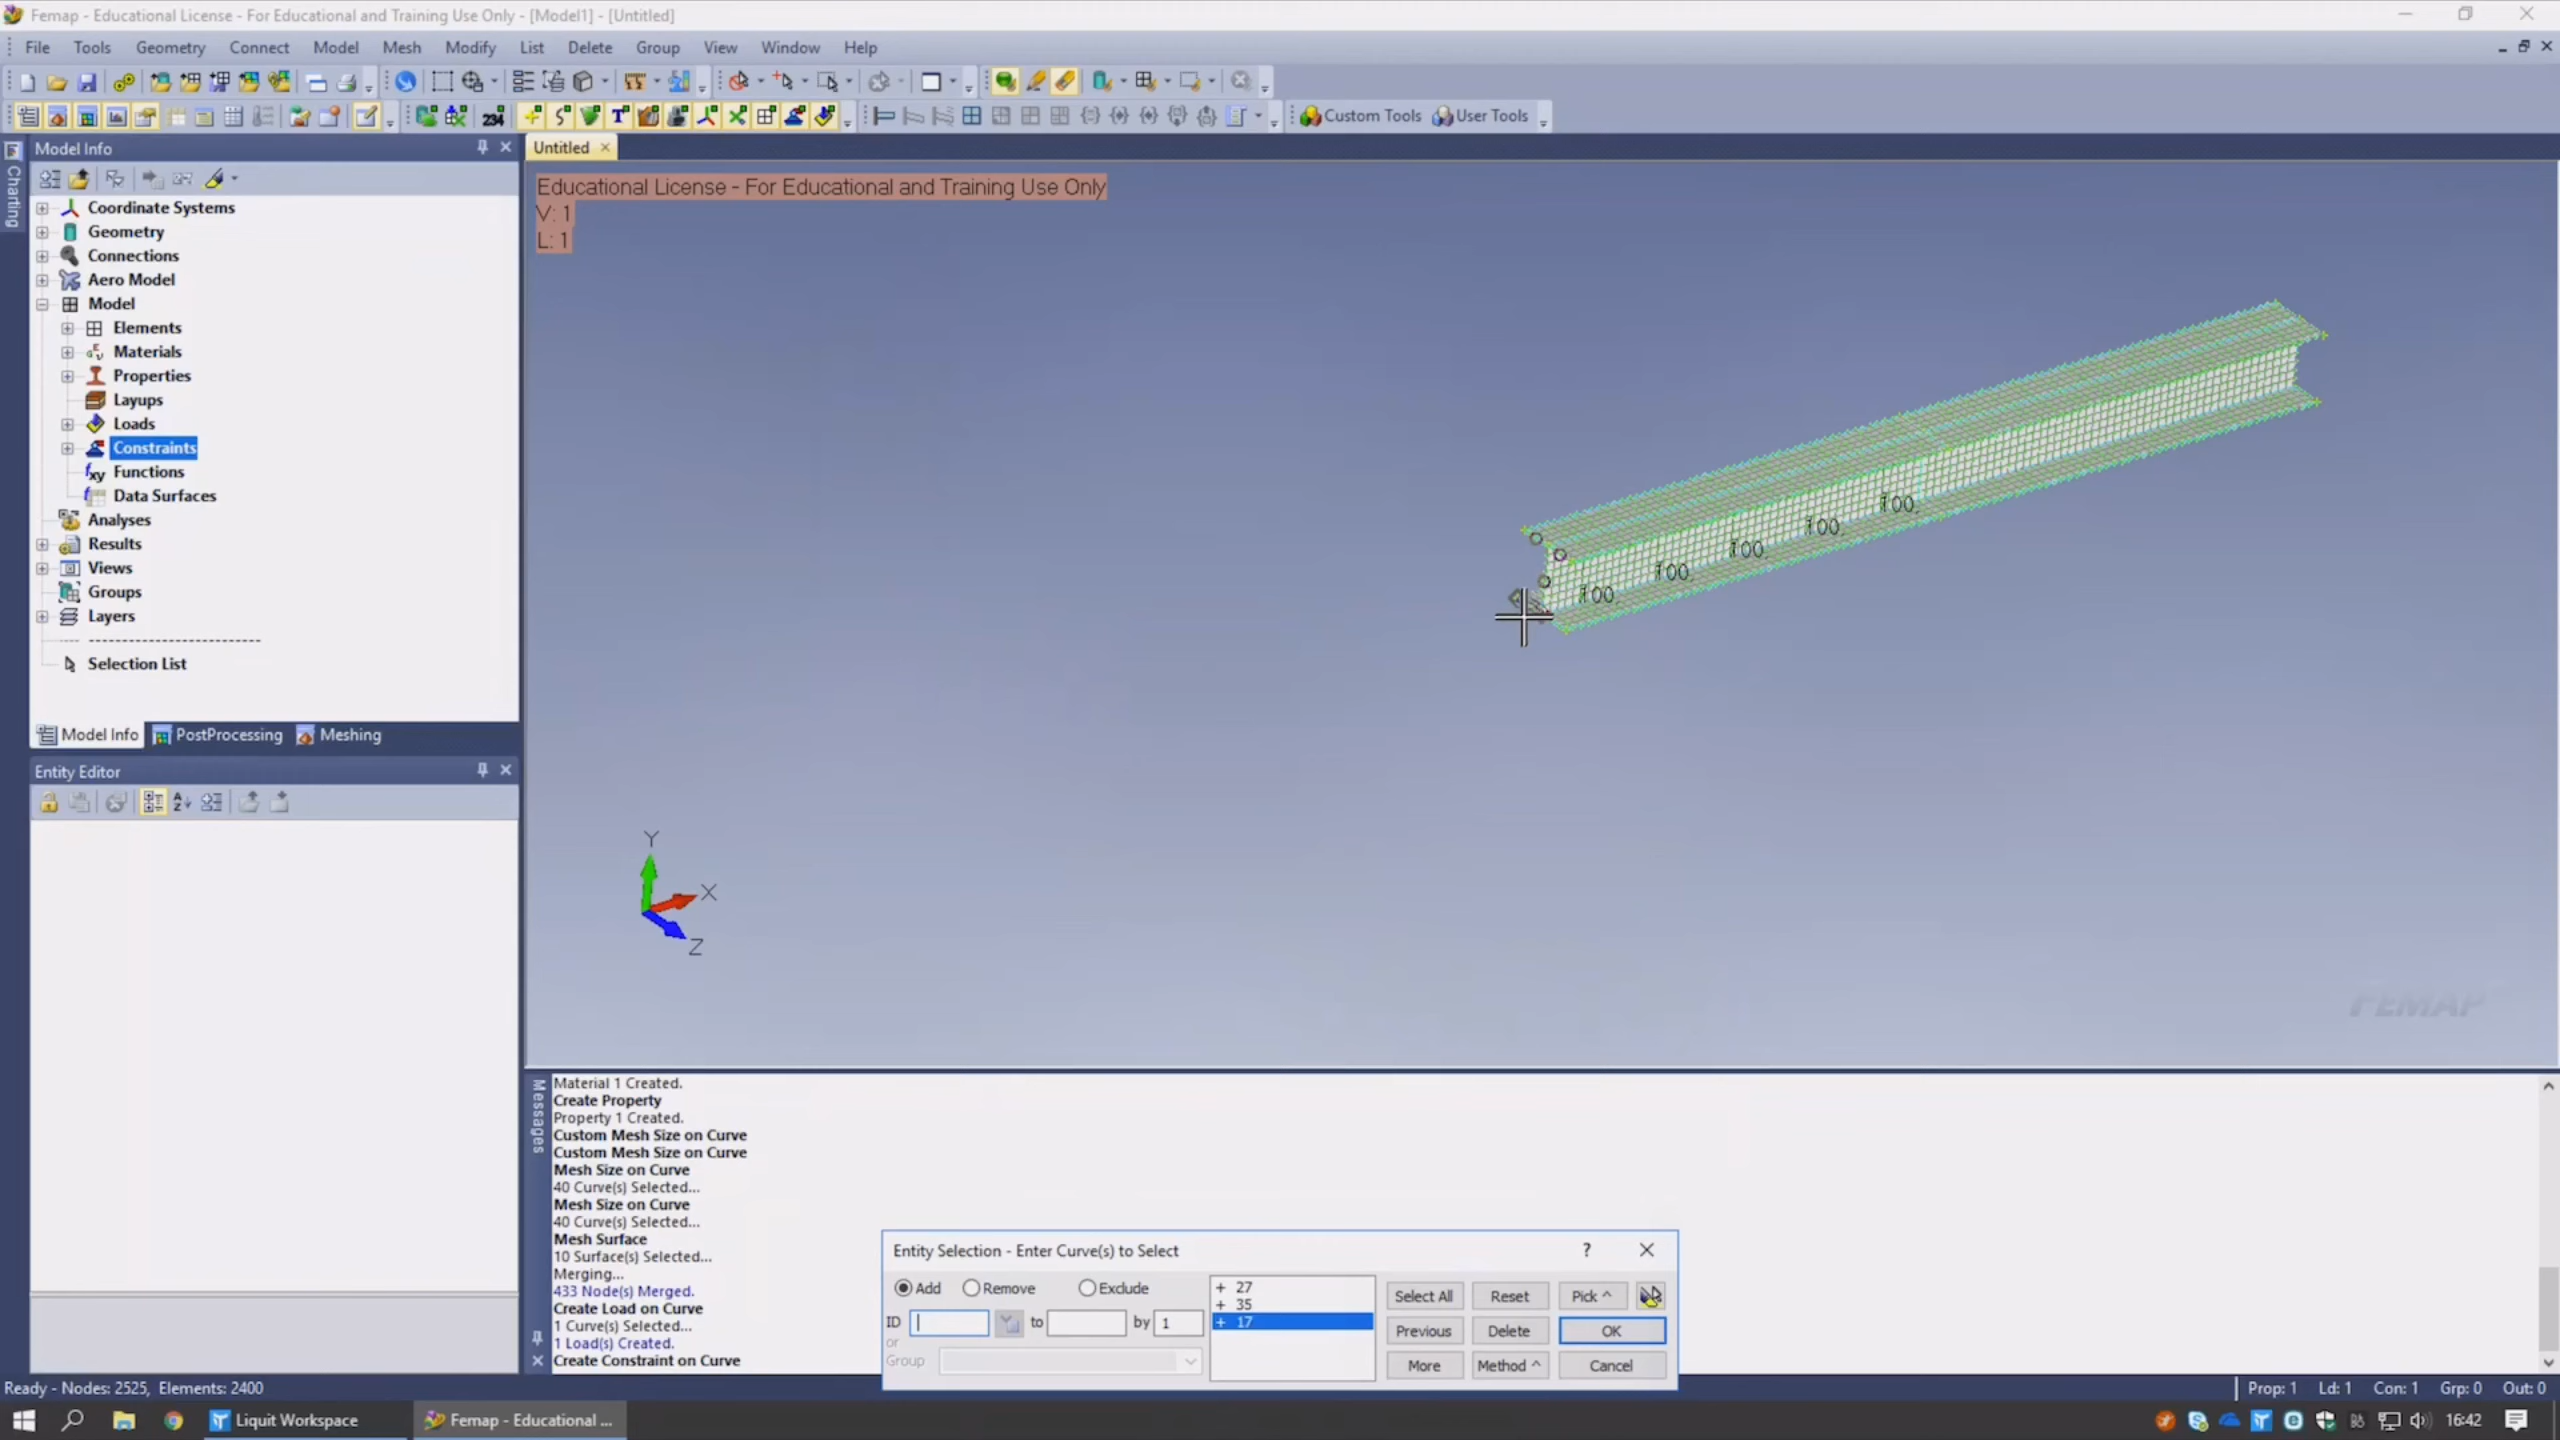 Femap - Educational License - For Educational and Training Use Only - [Model1] - [Untitled]
File Tools Geometry Connect Model Mesh Modify List Delete Group View Window Help
234 T Custom Tools User Tools
Charting
Model Info
Untitled
Coordinate Systems
Geometry
Connections
Aero Model
Model
Elements
Materials
Properties
Layups
Loads
Constraints
Functions
Data Surfaces
Analyses
Results
Views
Groups
Layers
Selection List
Model Info PostProcessing Meshing
Entity Editor
Educational License - For Educational and Training Use Only
V: 1
L: 1
100.
100.
100.
100.
100.
Y
X
Z
FEMAP
Messages
Material 1 Created.
Create Property
Property 1 Created.
Custom Mesh Size on Curve
Custom Mesh Size on Curve
Mesh Size on Curve
40 Curve(s) Selected...
Mesh Size on Curve
40 Curve(s) Selected...
Mesh Surface
10 Surface(s) Selected...
Merging...
433 Node(s) Merged.
Create Load on Curve
1 Curve(s) Selected...
1 Load(s) Created.
Create Constraint on Curve
Entity Selection - Enter Curve(s) to Select
Add Remove Exclude
ID to by 1
or
Group
+ 27
+ 35
+ 17
Select All Reset Pick ^
Previous Delete OK
More Method ^ Cancel
Ready - Nodes: 2525, Elements: 2400
Prop: 1 Ld: 1 Con: 1 Grp: 0 Out: 0
Liquit Workspace Femap - Educational ... 16:42